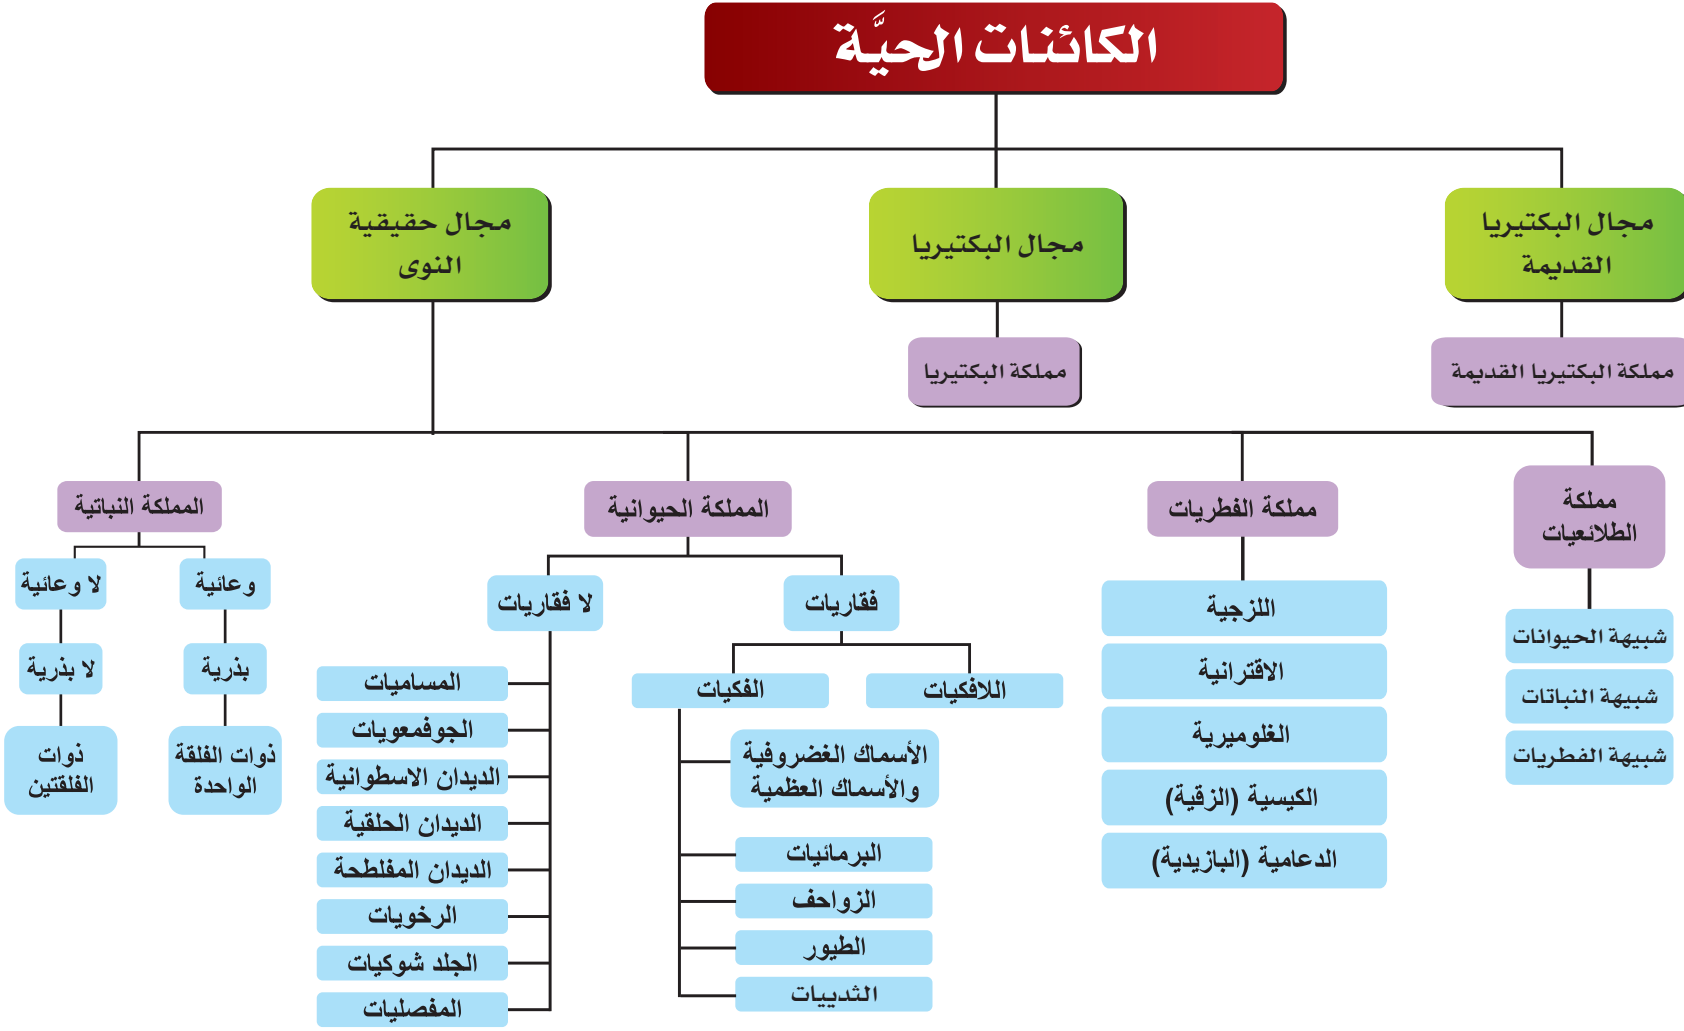 الكائنات الحيَّة
مجال البكتيريا
القديمة
مجال البكتيريا
مجال حقيقية
النوى
مملكة البكتيريا القديمة
مملكة البكتيريا
مملكة
الطلائعيات
مملكة الفطريات
المملكة الحيوانية
المملكة النباتية
شبيهة الحيوانات
شبيهة النباتات
شبيهة الفطريات
اللزجية
الاقترانية
الغلوميرية
الكيسية (الزقية)
الدعامية (البازيدية)
فقاريات
لا فقاريات
اللافكيات
الفكيات
الأسماك الغضروفية
والأسماك العظمية
البرمائيات
الزواحف
الطيور
الثدييات
المساميات
الجوفمعويات
الديدان الاسطوانية
الديدان الحلقية
الديدان المفلطحة
الرخويات
الجلد شوكيات
المفصليات
وعائية
لا وعائية
بذرية
لا بذرية
ذوات الفلقة
الواحدة
ذوات
الفلقتين